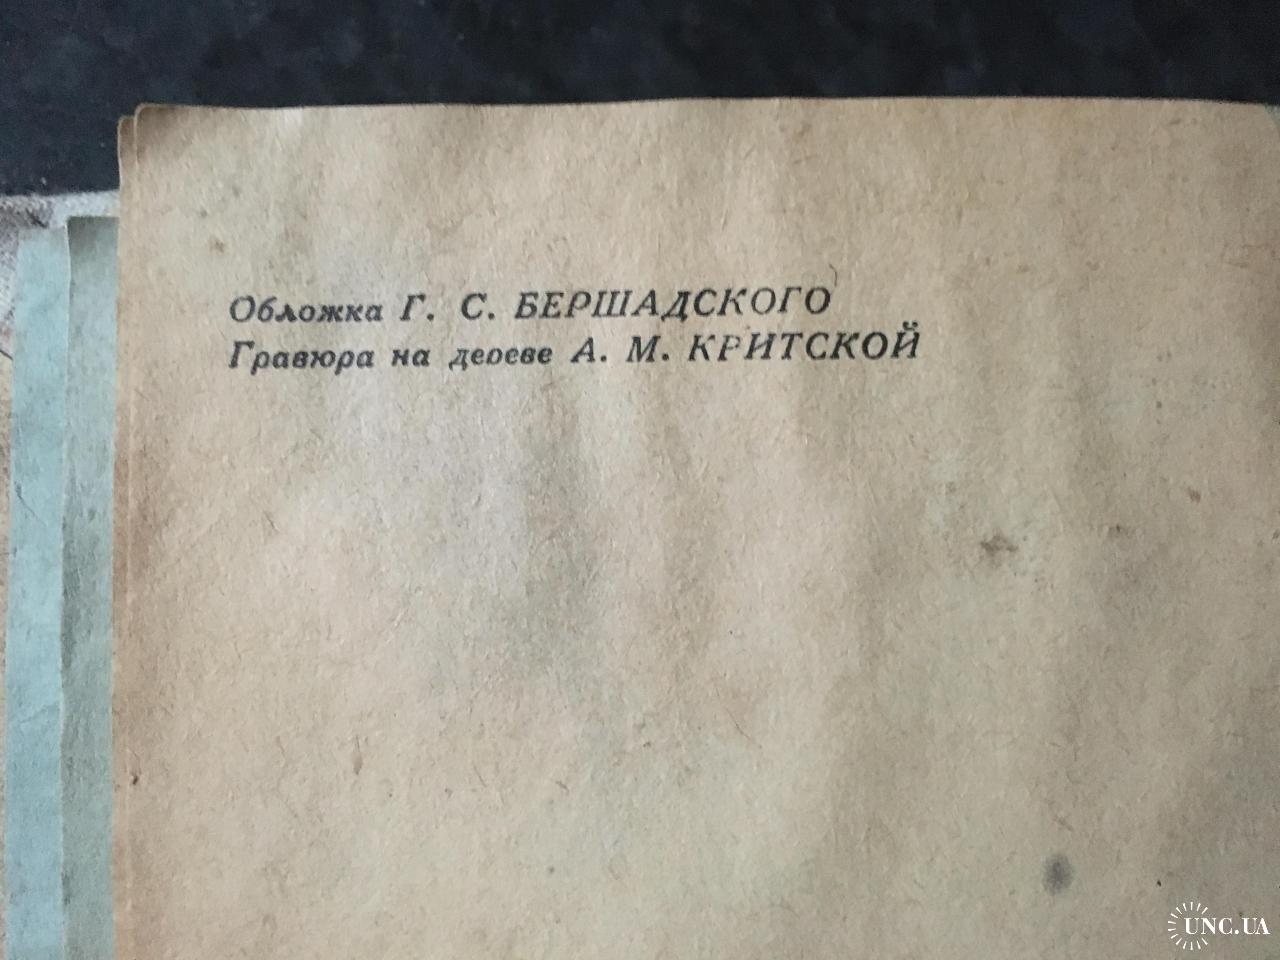 Обложка Г. С. БЕРШАДСКОГО
Гравюра на дереве А. М. КРИТСКОЙ
UNC.UA